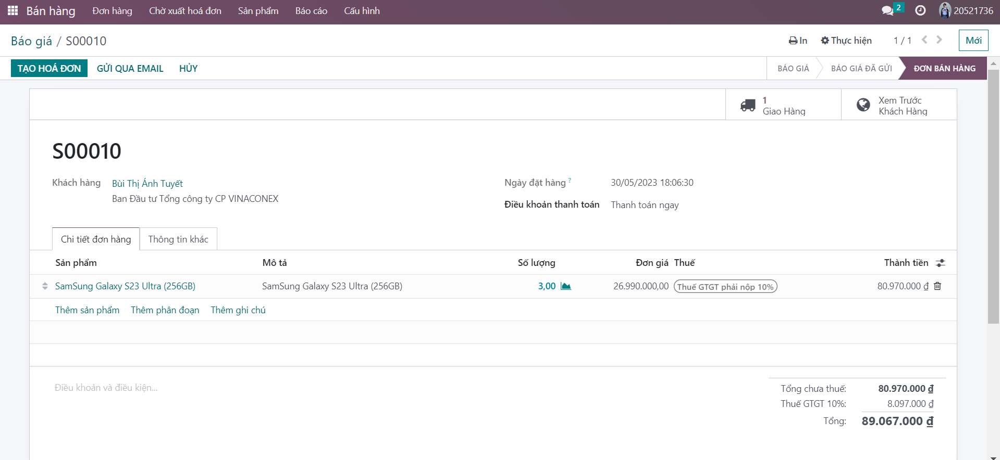 Bán hàng Đơn hàng Chờ xuất hoá đơn Sản phẩm Báo cáo Cấu hình 2 20521736
Báo giá / S00010 In Thực hiện 1 / 1 Mới
TẠO HOÁ ĐƠN GỬI QUA EMAIL HỦY BÁO GIÁ BÁO GIÁ ĐÃ GỬI ĐƠN BÁN HÀNG
1 Giao Hàng
Xem Trước Khách Hàng
S00010
Khách hàng Bùi Thị Ánh Tuyết
Ban Đầu tư Tổng công ty CP VINACONEX
Ngày đặt hàng ? 30/05/2023 18:06:30
Điều khoản thanh toán Thanh toán ngay
Chi tiết đơn hàng Thông tin khác
Sản phẩm Mô tả Số lượng Đơn giá Thuế Thành tiền
SamSung Galaxy S23 Ultra (256GB) SamSung Galaxy S23 Ultra (256GB) 3,00 26.990.000,00 Thuế GTGT phải nộp 10% 80.970.000 ₫
Thêm sản phẩm Thêm phân đoạn Thêm ghi chú
Điều khoản và điều kiện...
Tổng chưa thuế: 80.970.000 ₫
Thuế GTGT 10%: 8.097.000 ₫
Tổng: 89.067.000 ₫